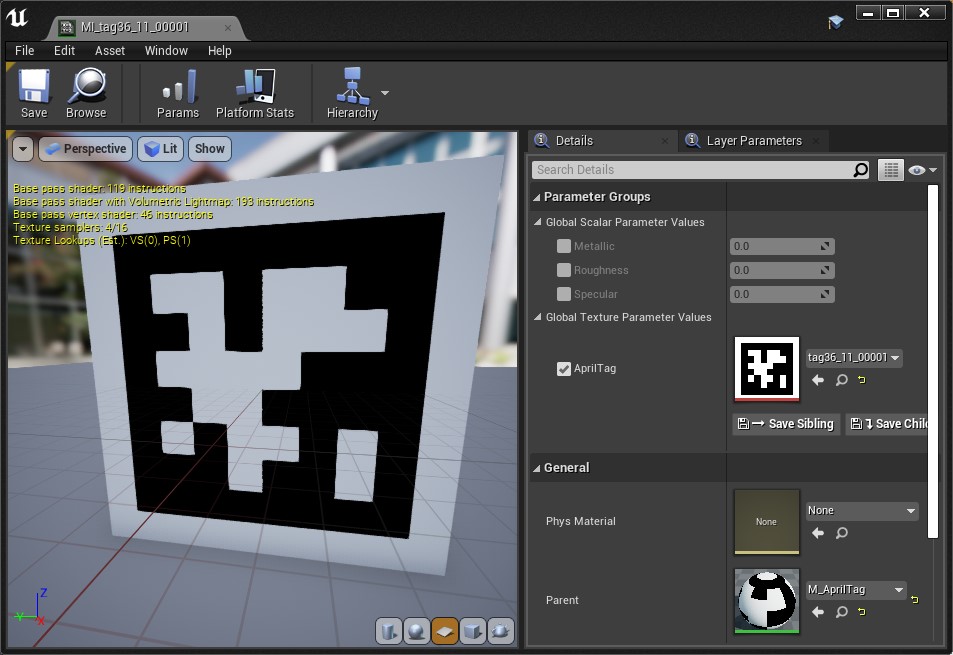 MI_tag36_11_00001
File Edit Asset Window Help
Save Browse Params Platform Stats Hierarchy
Perspective Lit Show
Base pass shader: 119 instructions
Base pass shader with Volumetric Lightmap: 193 instructions
Base pass vertex shader: 46 instructions
Texture samplers: 4/16
Texture Lookups (Est.): VS(0), PS(1)
Z
Y
X
Details Layer Parameters
Search Details
Parameter Groups
Global Scalar Parameter Values
Metallic 0.0
Roughness 0.0
Specular 0.0
Global Texture Parameter Values
AprilTag tag36_11_00001
Save Sibling Save Chil
General
Phys Material None None
Parent M_AprilTag